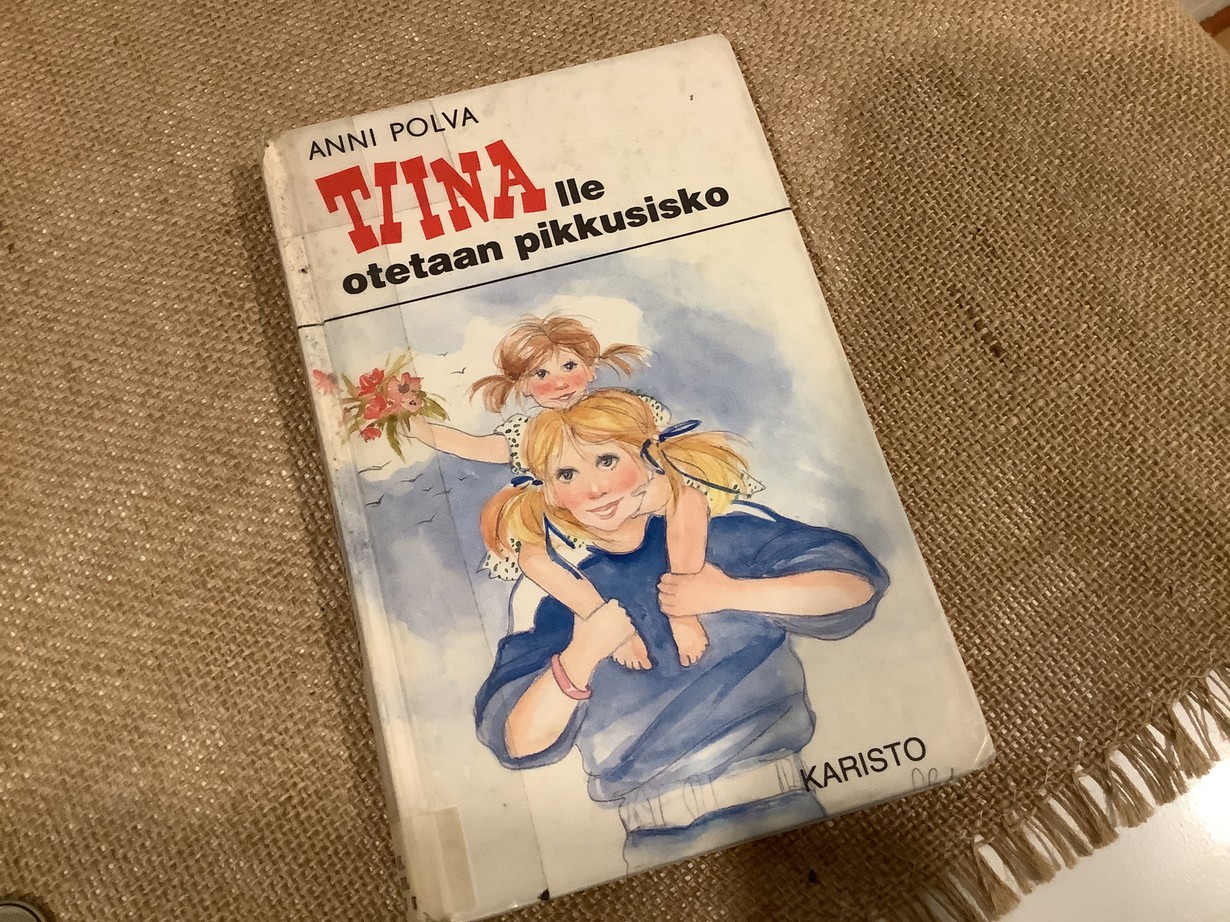 ANNI POLVA
TIINAlle
otetaan pikkusisko
KARISTO